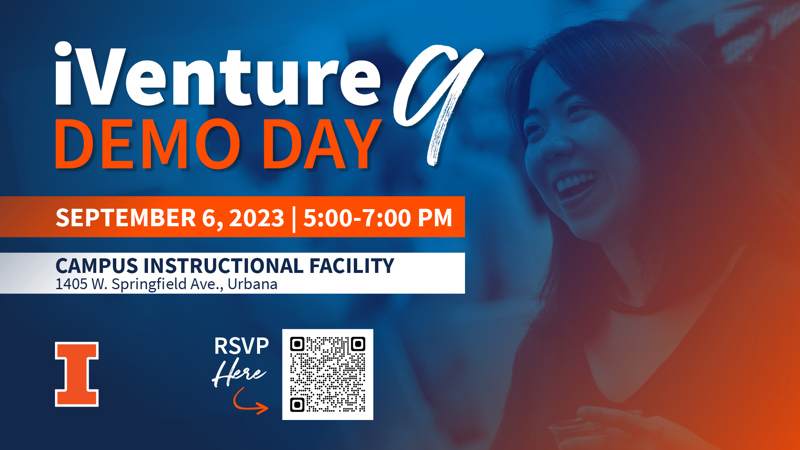 iVenture 9
DEMO DAY
SEPTEMBER 6, 2023 | 5:00-7:00 PM
CAMPUS INSTRUCTIONAL FACILITY
1405 W. Springfield Ave., Urbana
RSVP
Here
I